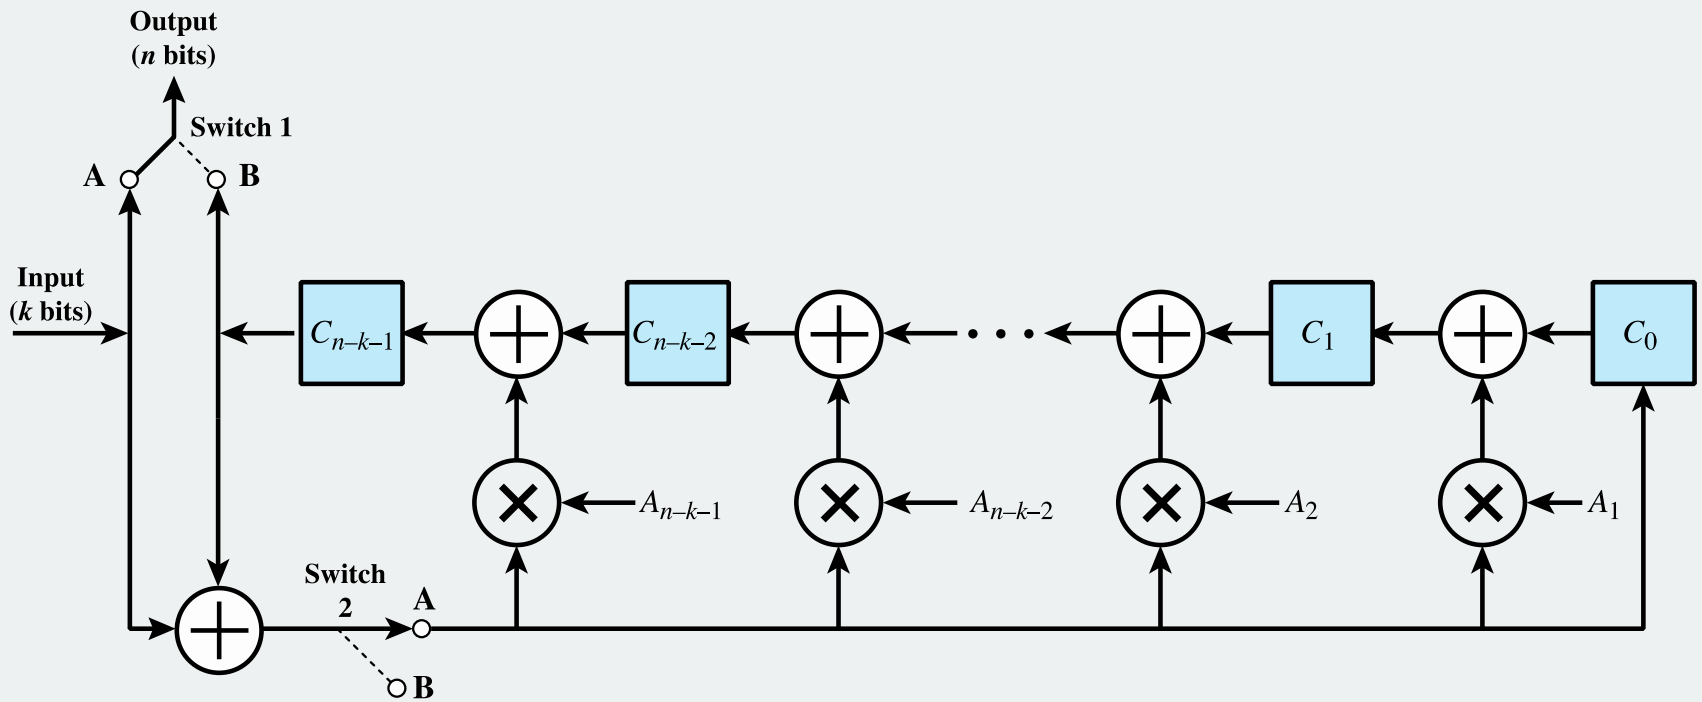 Output
(n bits)
Switch 1
A
B
Input
(k bits)
Cn–k–1
Cn–k–2
C1
C0
An–k–1
An–k–2
A2
A1
Switch
2
A
B